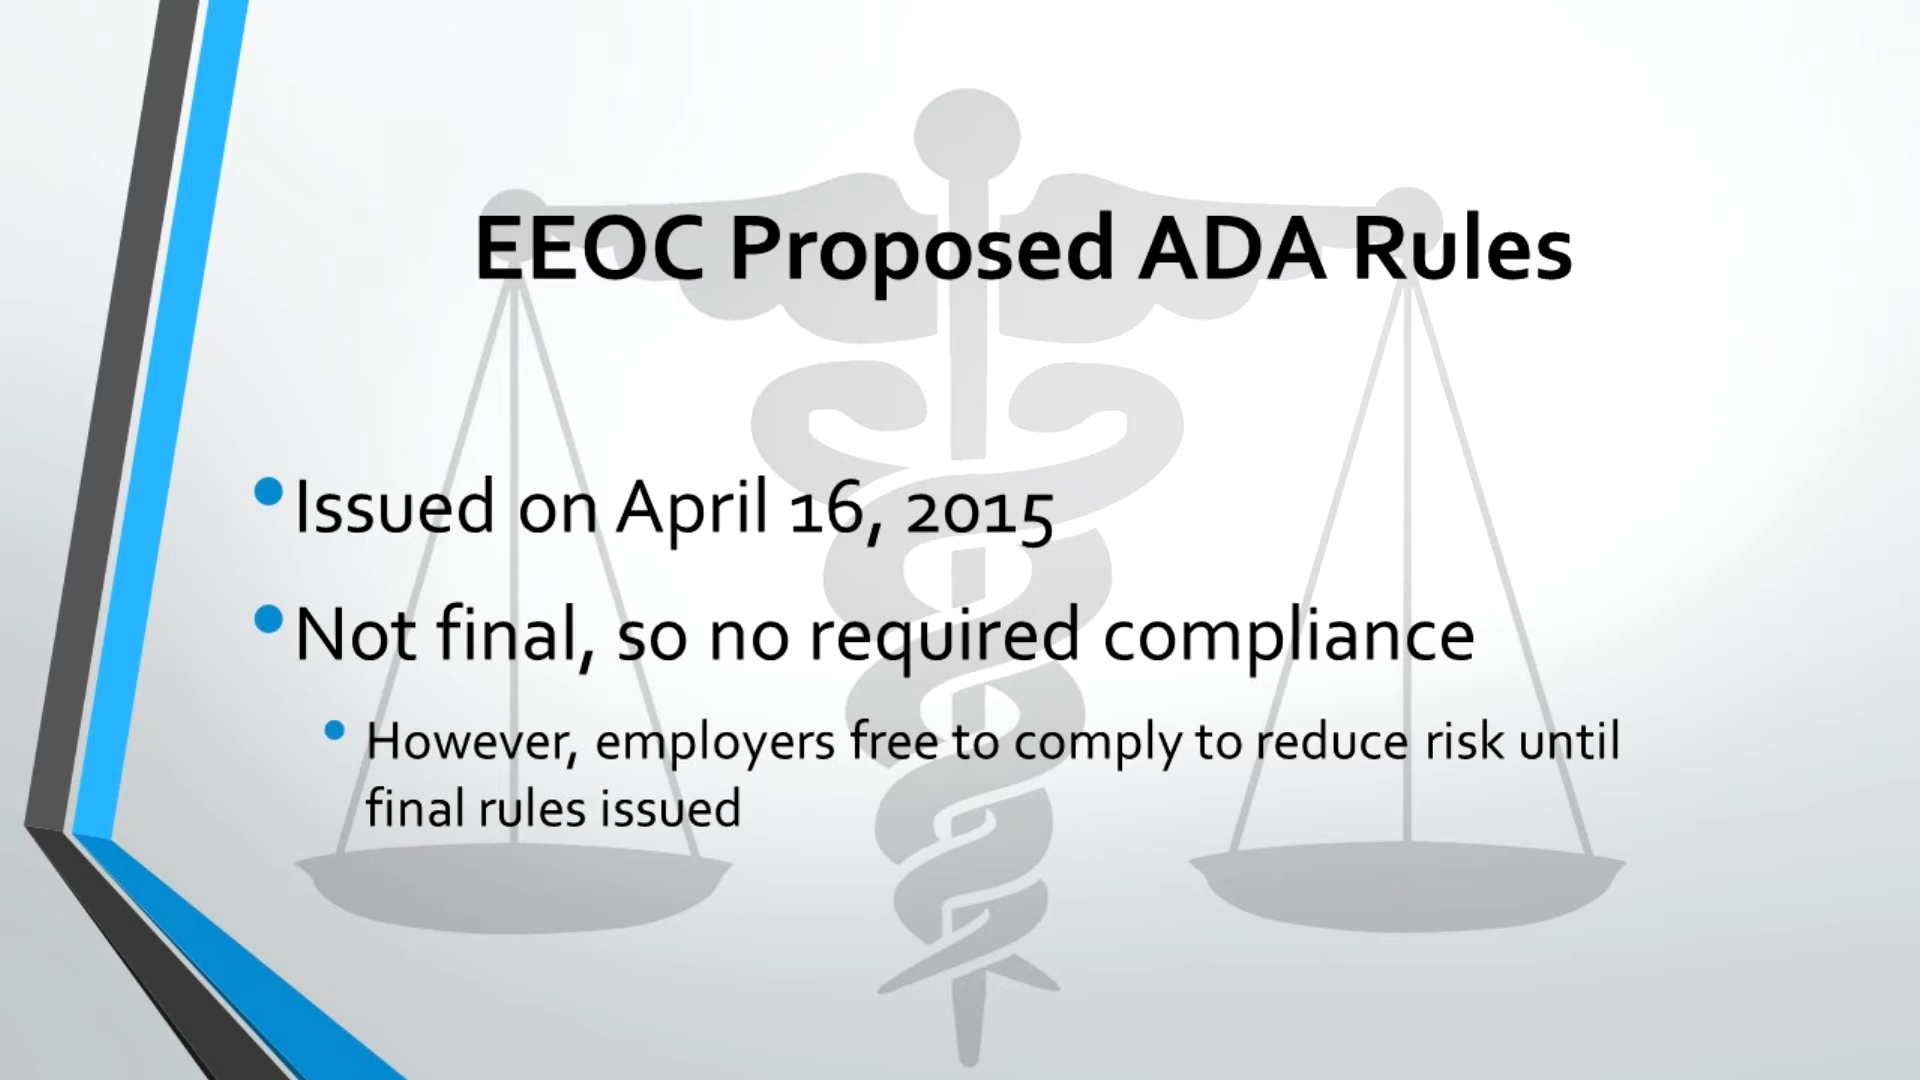 EEOC Proposed ADA Rules
• Issued on April 16, 2015
• Not final, so no required compliance
• However, employers free to comply to reduce risk until
final rules issued